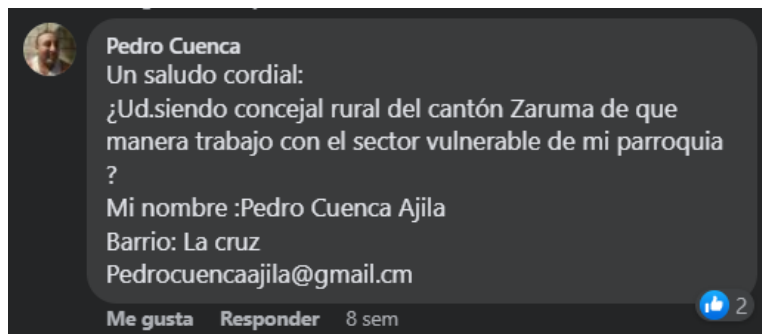 Pedro Cuenca
Un saludo cordial:
¿Ud.siendo concejal rural del cantón Zaruma de que
manera trabajo con el sector vulnerable de mi parroquia
?
Mi nombre :Pedro Cuenca Ajila
Barrio: La cruz
Pedrocuencaajila@gmail.cm
2
Me gusta Responder 8 sem